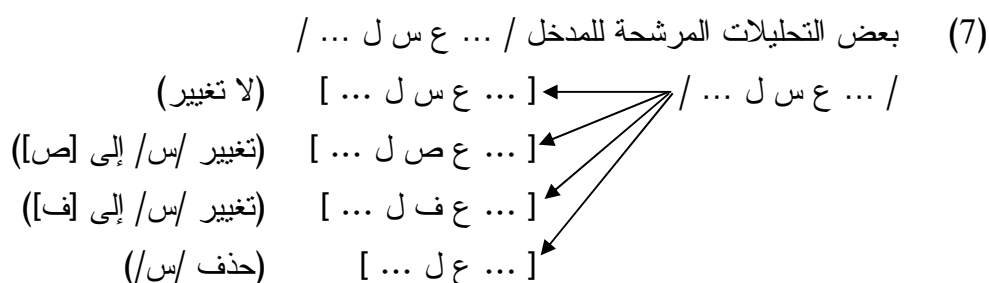 (7) بعض التحليلات المرشحة للمدخل / ... ع س ل ... /
/ ... ع س ل ... / [ ... ع س ل ... ] (لا تغيير)
[ ... ع ص ل ... ] (تغيير /س/ إلى [ص])
[ ... ع ف ل ... ] (تغيير /س/ إلى [ف])
[ ... ع ل ... ] (حذف /س/)